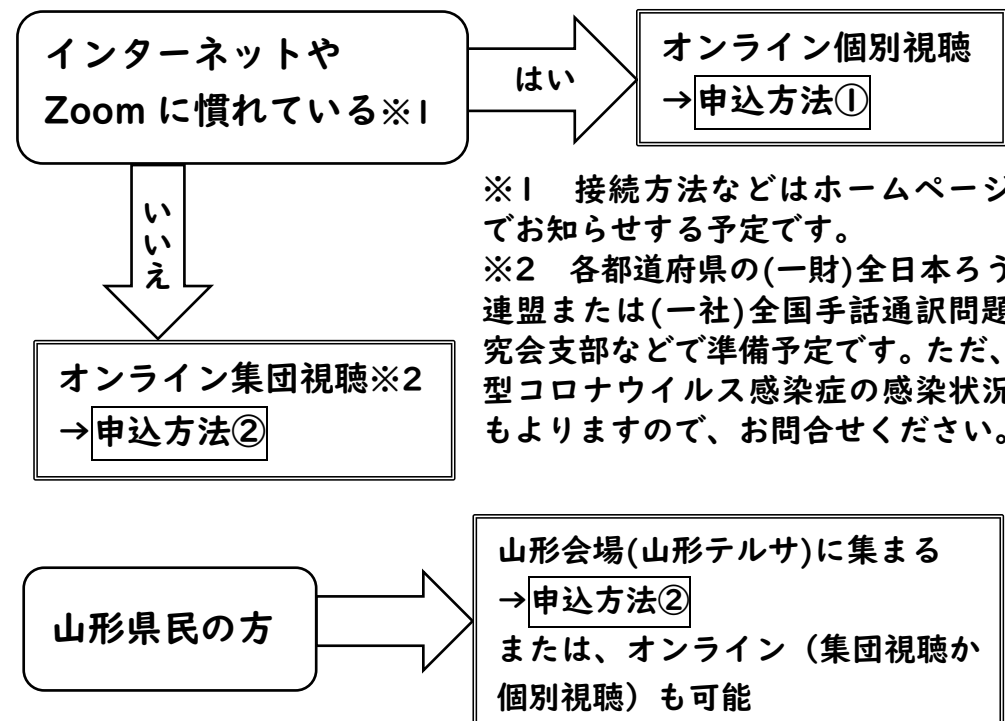 インターネットや
Zoom に慣れている※1
はい
オンライン個別視聴
→申込方法①
いいえ
※1　接続方法などはホームページ
でお知らせする予定です。
※2　各都道府県の(一財)全日本ろう
連盟または(一社)全国手話通訳問題
究会支部などで準備予定です。ただ、
型コロナウイルス感染症の感染状況
もよりますので、お問合せください。
オンライン集団視聴※2
→申込方法②
山形県民の方
山形会場(山形テルサ)に集まる
→申込方法②
または、オンライン（集団視聴か
個別視聴）も可能